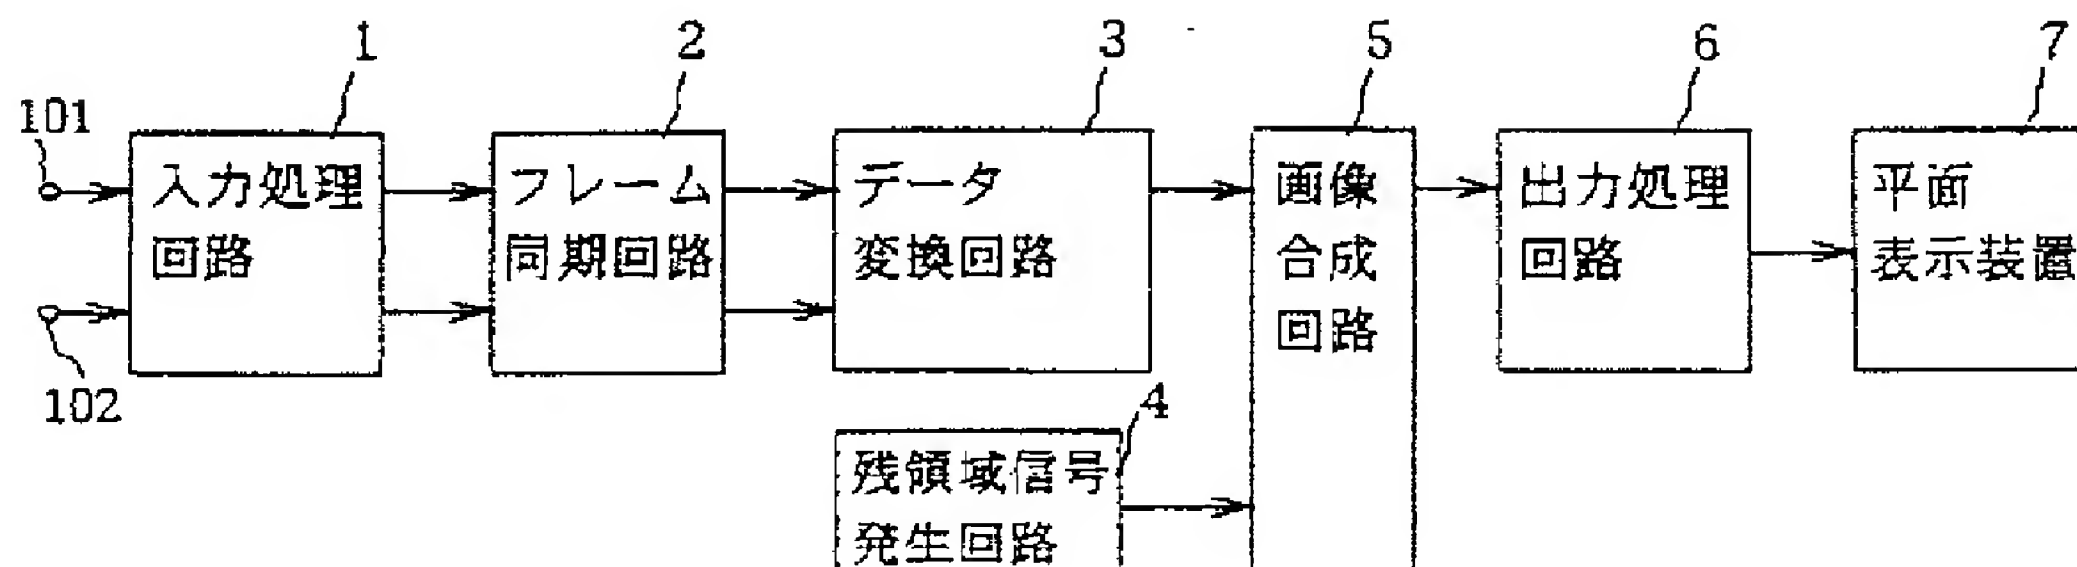 1
2
3
5
6
7
101
入力処理
回路
フレーム
同期回路
データ
変換回路
画像
合成
回路
出力処理
回路
平面
表示装置
102
4
残領域信号
発生回路